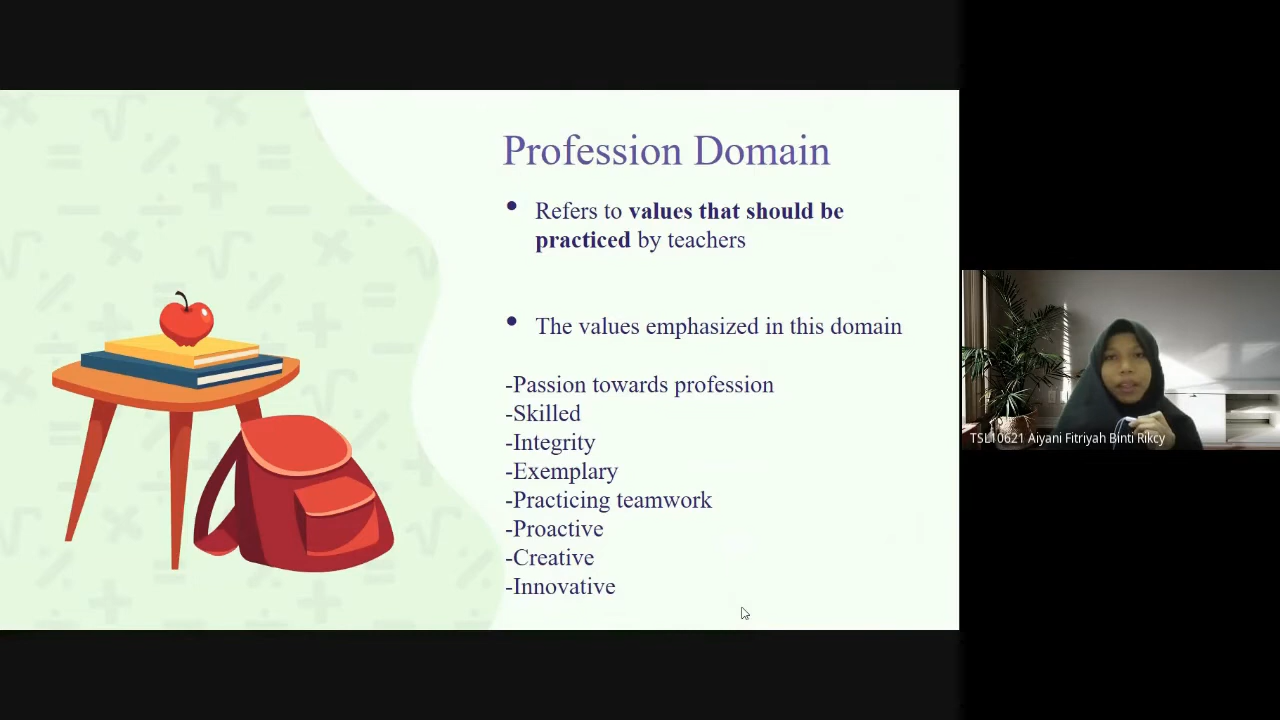 Profession Domain
• Refers to values that should be
practiced by teachers
• The values emphasized in this domain
-Passion towards profession
-Skilled
-Integrity
-Exemplary
-Practicing teamwork
-Proactive
-Creative
-Innovative
TSL10621 Aiyani Fitriyah Binti Rikcy